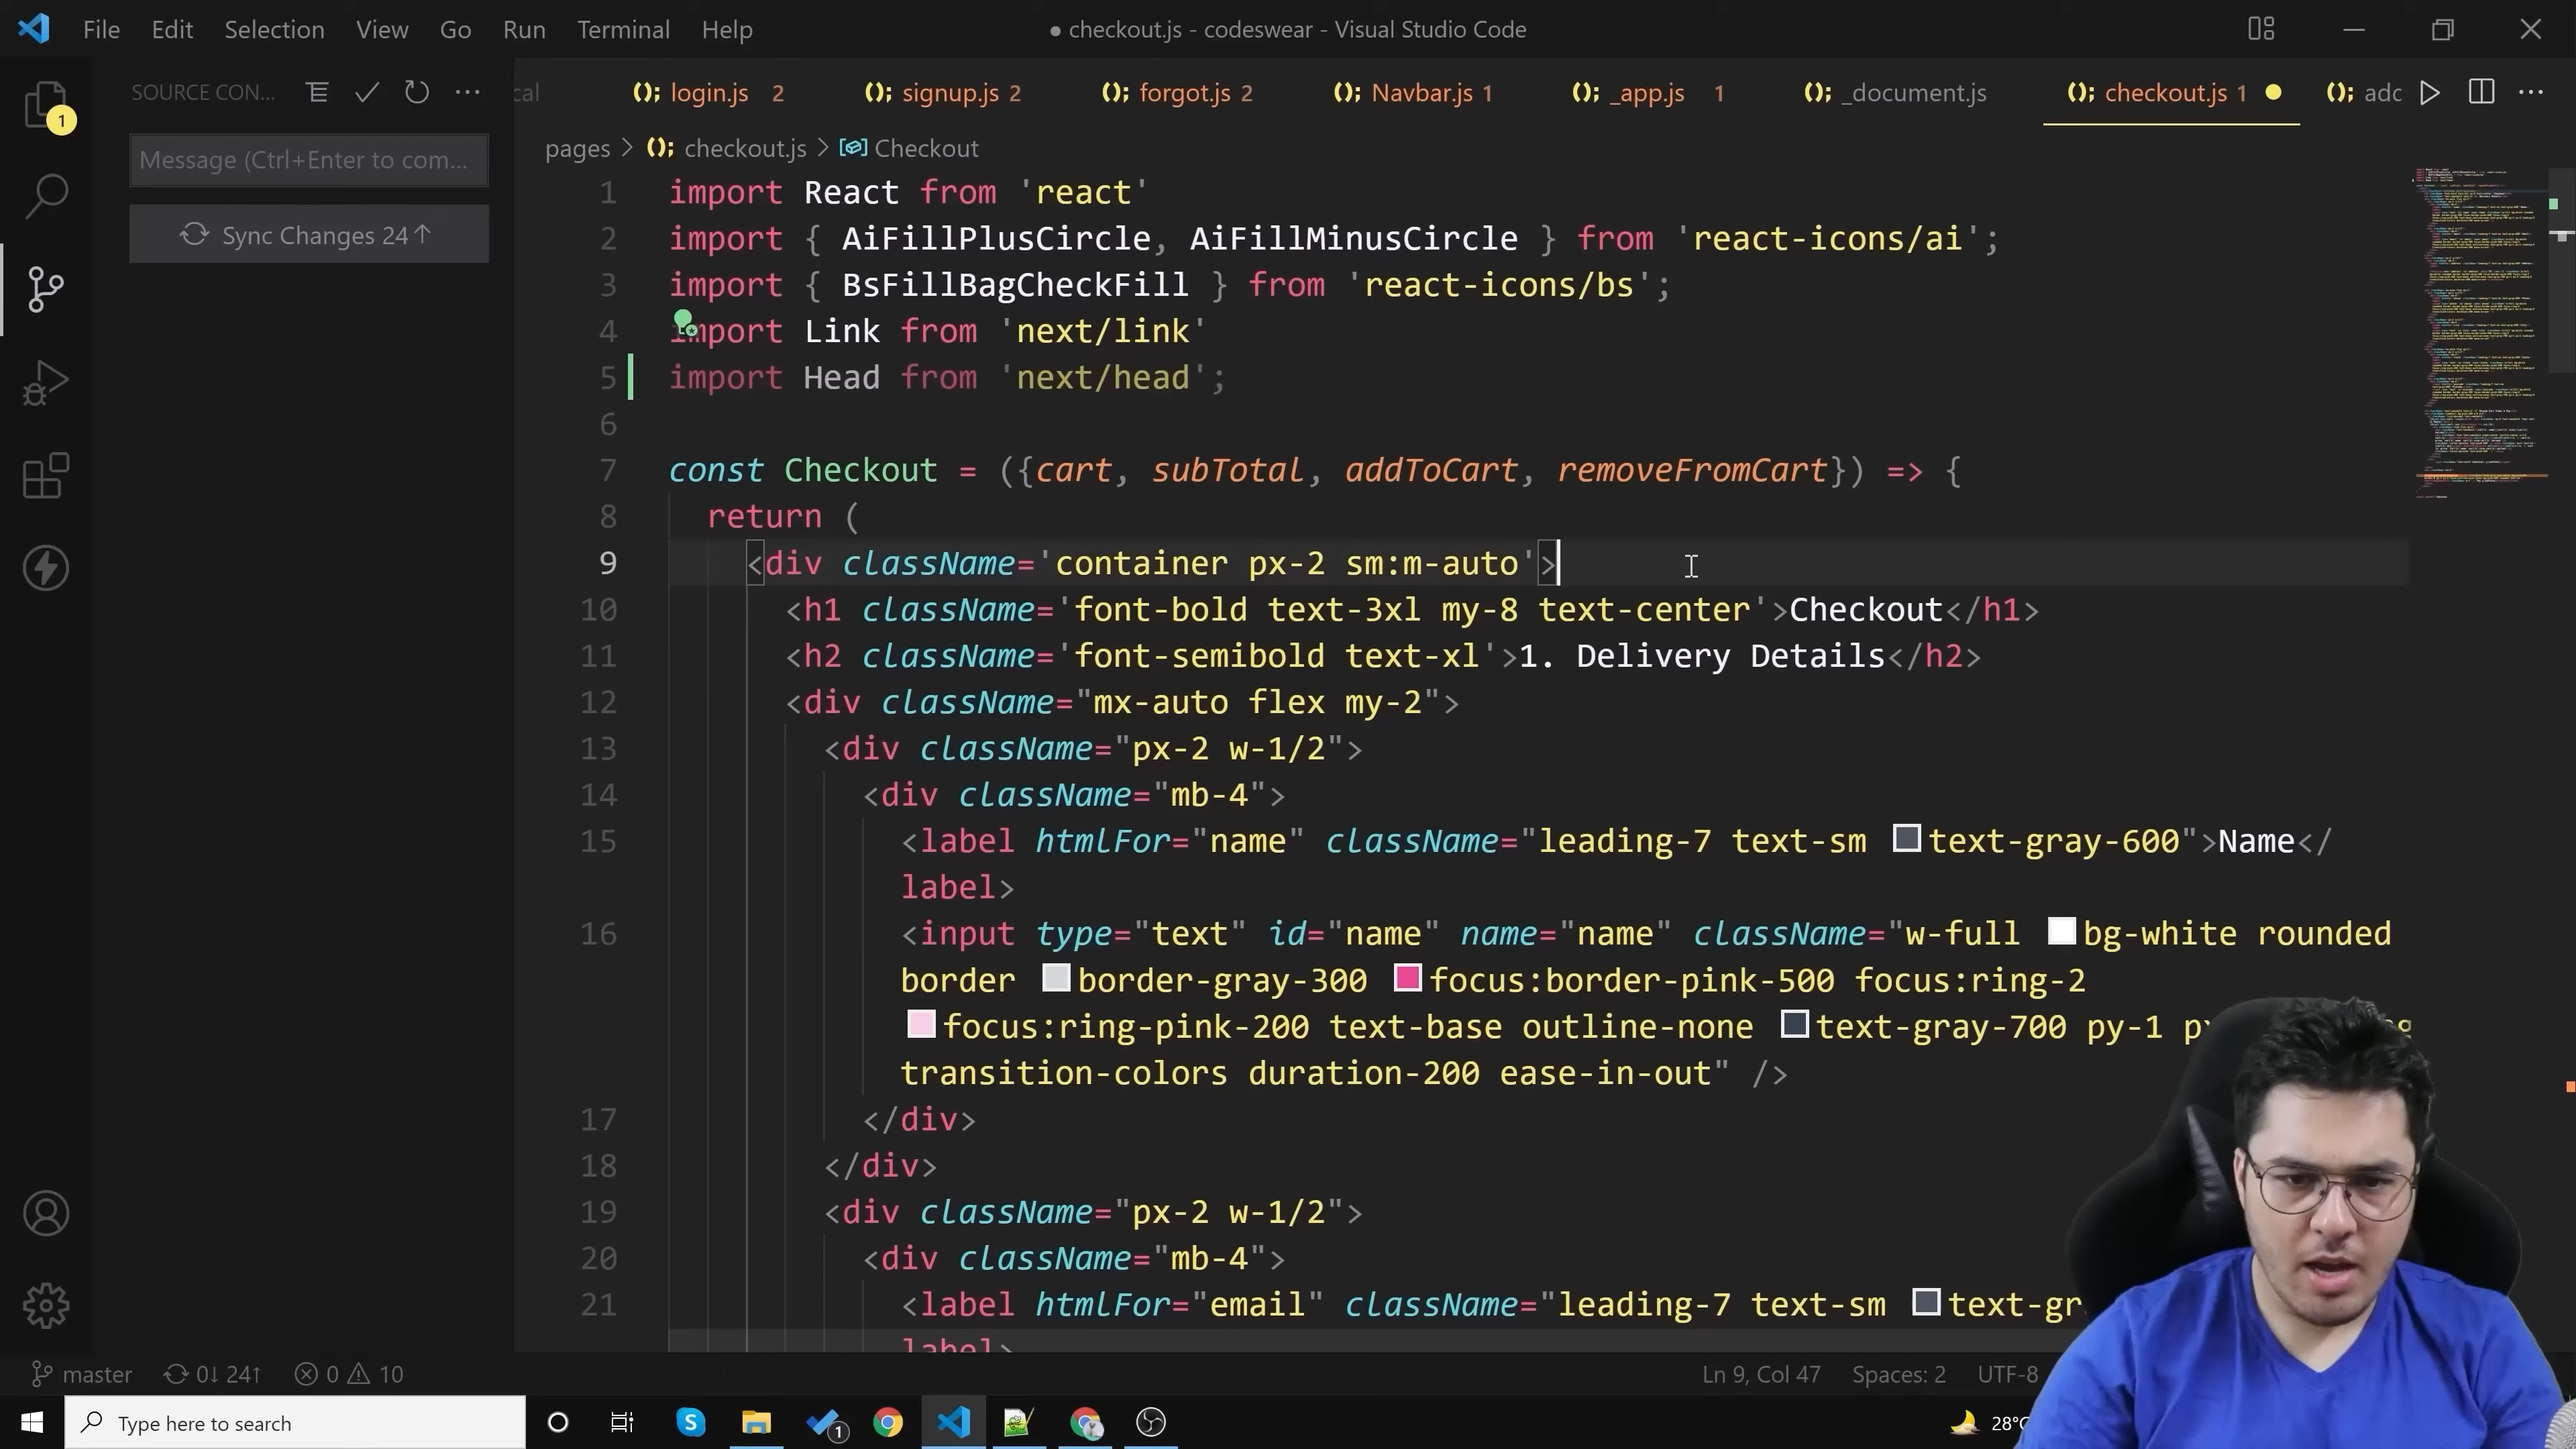 File Edit Selection View Go Run Terminal Help
● checkout.js - codeswear - Visual Studio Code
SOURCE CON...
cal
login.js 2
signup.js 2
forgot.js 2
Navbar.js 1
_app.js 1
_document.js
checkout.js 1
adc
1
Message (Ctrl+Enter to com...
Sync Changes 24↑
pages > checkout.js > Checkout
1 import React from 'react'
2 import { AiFillPlusCircle, AiFillMinusCircle } from 'react-icons/ai';
3 import { BsFillBagCheckFill } from 'react-icons/bs';
4 import Link from 'next/link'
5 import Head from 'next/head';
6
7 const Checkout = ({cart, subTotal, addToCart, removeFromCart}) => {
8 return (
9 <div className='container px-2 sm:m-auto'>
10 <h1 className='font-bold text-3xl my-8 text-center'>Checkout</h1>
11 <h2 className='font-semibold text-xl'>1. Delivery Details</h2>
12 <div className="mx-auto flex my-2">
13 <div className="px-2 w-1/2">
14 <div className="mb-4">
15 <label htmlFor="name" className="leading-7 text-sm text-gray-600">Name</
label>
16 <input type="text" id="name" name="name" className="w-full bg-white rounded
border border-gray-300 focus:border-pink-500 focus:ring-2
focus:ring-pink-200 text-base outline-none text-gray-700 py-1
transition-colors duration-200 ease-in-out" />
17 </div>
18 </div>
19 <div className="px-2 w-1/2">
20 <div className="mb-4">
21 <label htmlFor="email" className="leading-7 text-sm text-gr
label>
master 0↓ 24↑ 0 10
Ln 9, Col 47 Spaces: 2 UTF-8
Type here to search
1
28°